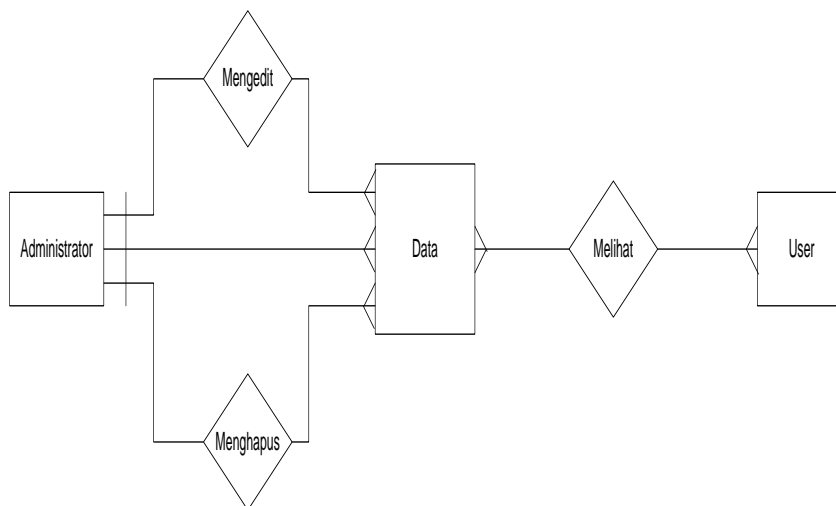 Mengedit
Administrator
Data
Melihat
User
Menghapus